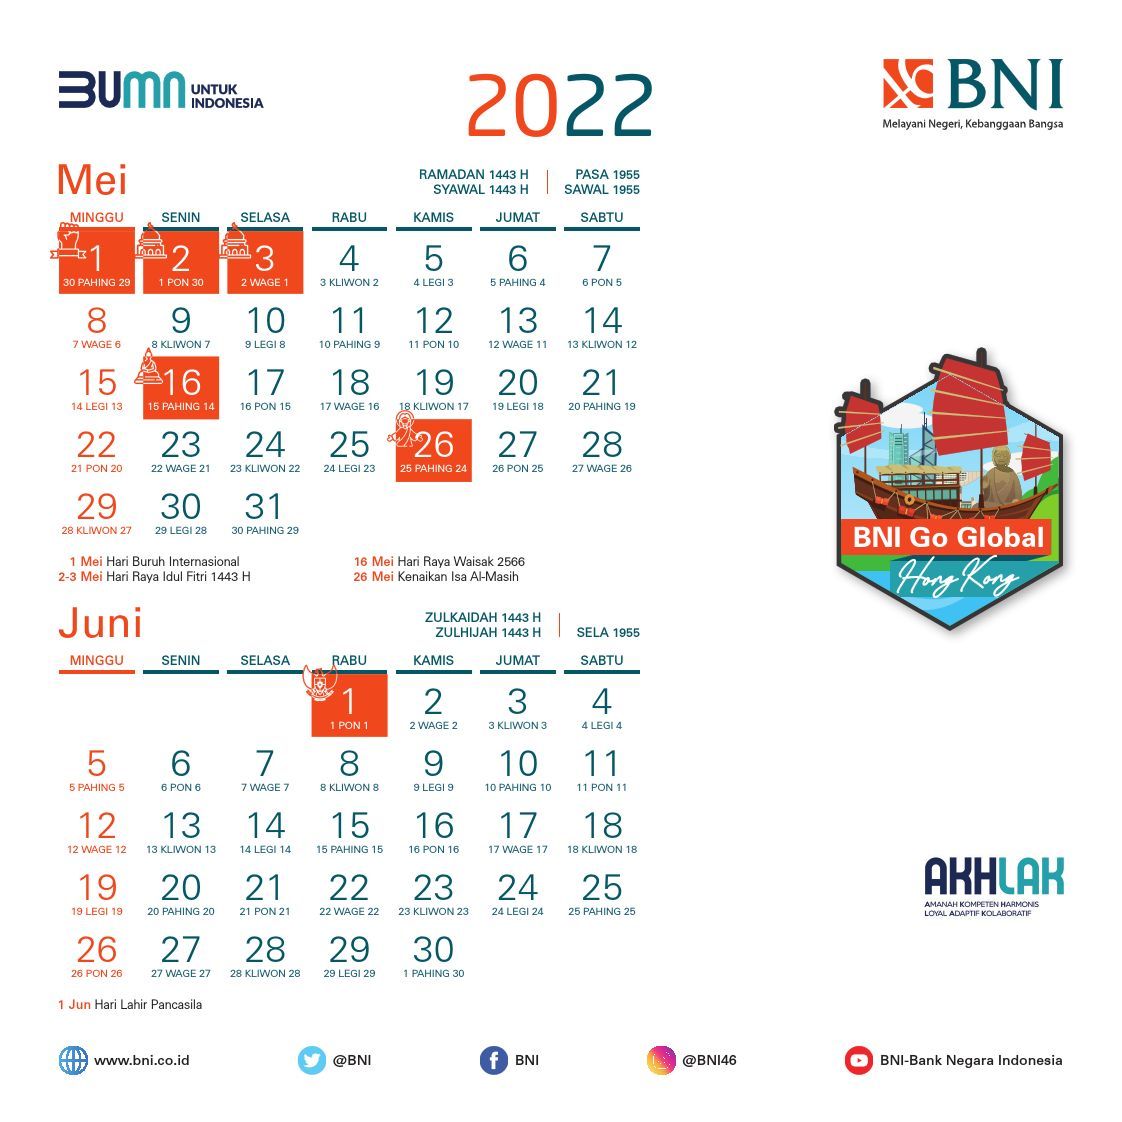 BUMN UNTUK
INDONESIA
2022
BNI
Melayani Negeri, Kebanggaan Bangsa
Mei
RAMADAN 1443 H PASA 1955
SYAWAL 1443 H SAWAL 1955
MINGGU SENIN SELASA RABU KAMIS JUMAT SABTU
1 2 3 4 5 6 7
30 PAHING 29 1 PON 30 2 WAGE 1 3 KLIWON 2 4 LEGI 3 5 PAHING 4 6 PON 5
8 9 10 11 12 13 14
7 WAGE 6 8 KLIWON 7 9 LEGI 8 10 PAHING 9 11 PON 10 12 WAGE 11 13 KLIWON 12
15 16 17 18 19 20 21
14 LEGI 13 15 PAHING 14 16 PON 15 17 WAGE 16 18 KLIWON 17 19 LEGI 18 20 PAHING 19
22 23 24 25 26 27 28
21 PON 20 22 WAGE 21 23 KLIWON 22 24 LEGI 23 25 PAHING 24 26 PON 25 27 WAGE 26
29 30 31
28 KLIWON 27 29 LEGI 28 30 PAHING 29
1 Mei Hari Buruh Internasional 16 Mei Hari Raya Waisak 2566
2-3 Mei Hari Raya Idul Fitri 1443 H 26 Mei Kenaikan Isa Al-Masih
BNI Go Global
Hong Kong
Juni
ZULKAIDAH 1443 H
ZULHIJAH 1443 H SELA 1955
MINGGU SENIN SELASA RABU KAMIS JUMAT SABTU
1 2 3 4
1 PON 1 2 WAGE 2 3 KLIWON 3 4 LEGI 4
5 6 7 8 9 10 11
5 PAHING 5 6 PON 6 7 WAGE 7 8 KLIWON 8 9 LEGI 9 10 PAHING 10 11 PON 11
12 13 14 15 16 17 18
12 WAGE 12 13 KLIWON 13 14 LEGI 14 15 PAHING 15 16 PON 16 17 WAGE 17 18 KLIWON 18
19 20 21 22 23 24 25
19 LEGI 19 20 PAHING 20 21 PON 21 22 WAGE 22 23 KLIWON 23 24 LEGI 24 25 PAHING 25
26 27 28 29 30
26 PON 26 27 WAGE 27 28 KLIWON 28 29 LEGI 29 1 PAHING 30
1 Jun Hari Lahir Pancasila
AKHLAK
AMANAH KOMPETEN HARMONIS
LOYAL ADAPTIF KOLABORATIF
www.bni.co.id @BNI BNI @BNI46 BNI-Bank Negara Indonesia